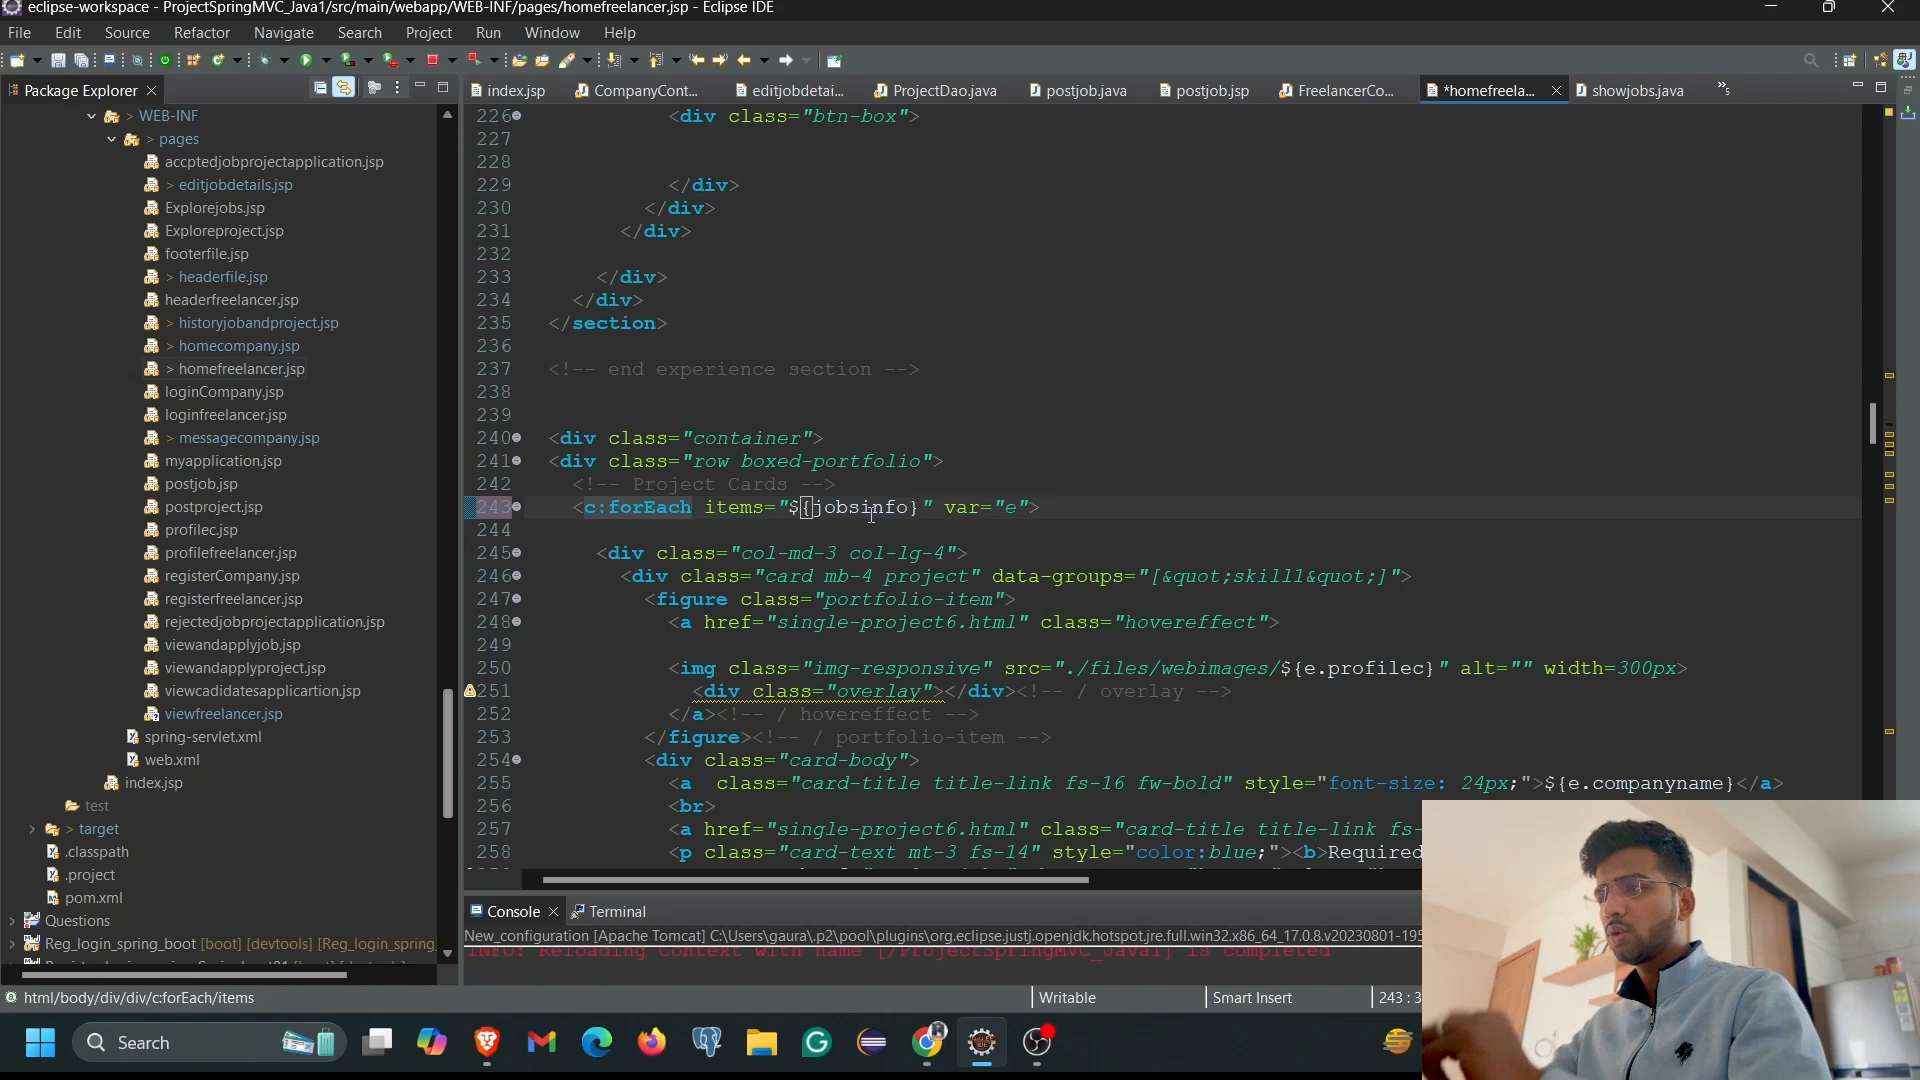 eclipse-workspace - ProjectSpringMVC_Java1/src/main/webapp/WEB-INF/pages/homefreelancer.jsp - Eclipse IDE
File Edit Source Refactor Navigate Search Project Run Window Help
Package Explorer
index.jsp CompanyCont... editjobdetai... ProjectDao.java postjob.java postjob.jsp FreelancerCo... *homefreela... showjobs.java
> WEB-INF
> pages
accptedjobprojectapplication.jsp
> editjobdetails.jsp
Explorejobs.jsp
Exploreproject.jsp
footerfile.jsp
> headerfile.jsp
headerfreelancer.jsp
> historyjobandproject.jsp
> homecompany.jsp
> homefreelancer.jsp
loginCompany.jsp
loginfreelancer.jsp
> messagecompany.jsp
myapplication.jsp
postjob.jsp
postproject.jsp
profilec.jsp
profilefreelancer.jsp
registerCompany.jsp
registerfreelancer.jsp
rejectedjobprojectapplication.jsp
viewandapplyjob.jsp
viewandapplyproject.jsp
viewcadidatesapplicartion.jsp
viewfreelancer.jsp
spring-servlet.xml
web.xml
index.jsp
test
> target
.classpath
.project
pom.xml
Questions
Reg_login_spring_boot [boot] [devtools] [Reg_login_spring_
226 <div class="btn-box">
227
228
229 </div>
230 </div>
231 </div>
232
233 </div>
234 </div>
235 </section>
236
237 <!-- end experience section -->
238
239
240 <div class="container">
241 <div class="row boxed-portfolio">
242 <!-- Project Cards -->
243 <c:forEach items="${jobsinfo}" var="e">
244
245 <div class="col-md-3 col-lg-4">
246 <div class="card mb-4 project" data-groups="[&quot;skill1&quot;]">
247 <figure class="portfolio-item">
248 <a href="single-project6.html" class="hovereffect">
249
250 <img class="img-responsive" src="./files/webimages/${e.profilec}" alt="" width=300px>
251 <div class="overlay"></div><!-- / overlay -->
252 </a><!-- / hovereffect -->
253 </figure><!-- / portfolio-item -->
254 <div class="card-body">
255 <a class="card-title title-link fs-16 fw-bold" style="font-size: 24px;">${e.companyname}</a>
256 <br>
257 <a href="single-project6.html" class="card-title title-link fs-
258 <p class="card-text mt-3 fs-14" style="color:blue;"><b>Required
Console Terminal
New_configuration [Apache Tomcat] C:\Users\gaura\.p2\pool\plugins\org.eclipse.justj.openjdk.hotspot.jre.full.win32.x86_64_17.0.8.v20230801-195
INFO: Reloading Context with name [/ProjectSpringMVC_Java1] is completed
html/body/div/div/c:forEach/items
Writable
Smart Insert
243 : 3
Search